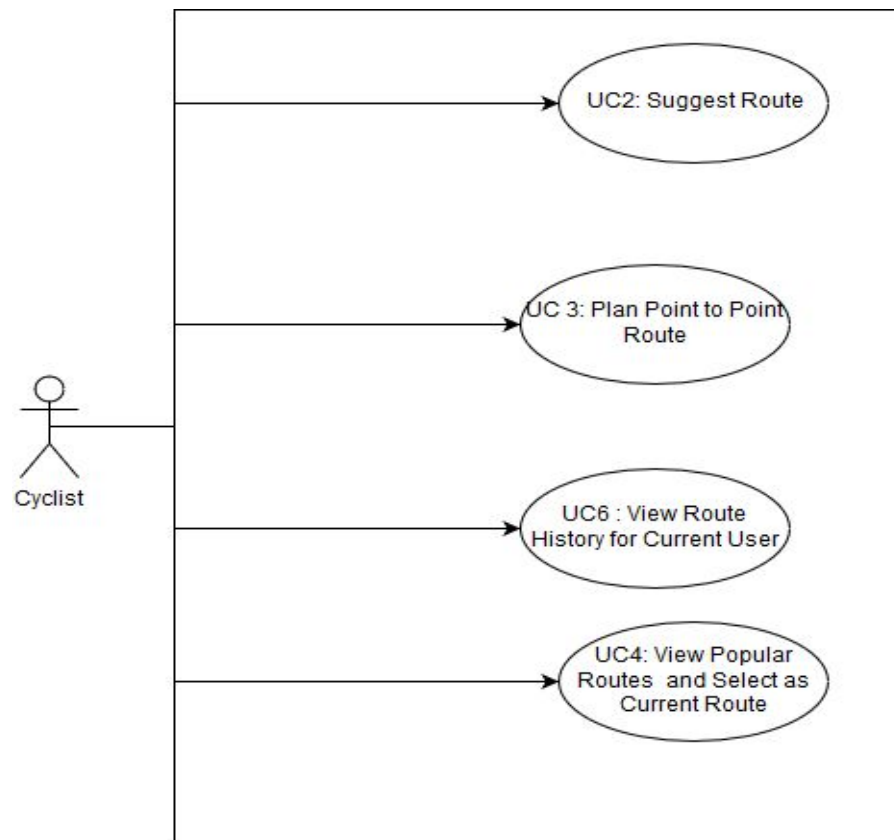 UC2: Suggest Route
UC 3: Plan Point to Point
Route
Cyclist
UC6 : View Route
History for Current User
UC4: View Popular
Routes and Select as
Current Route